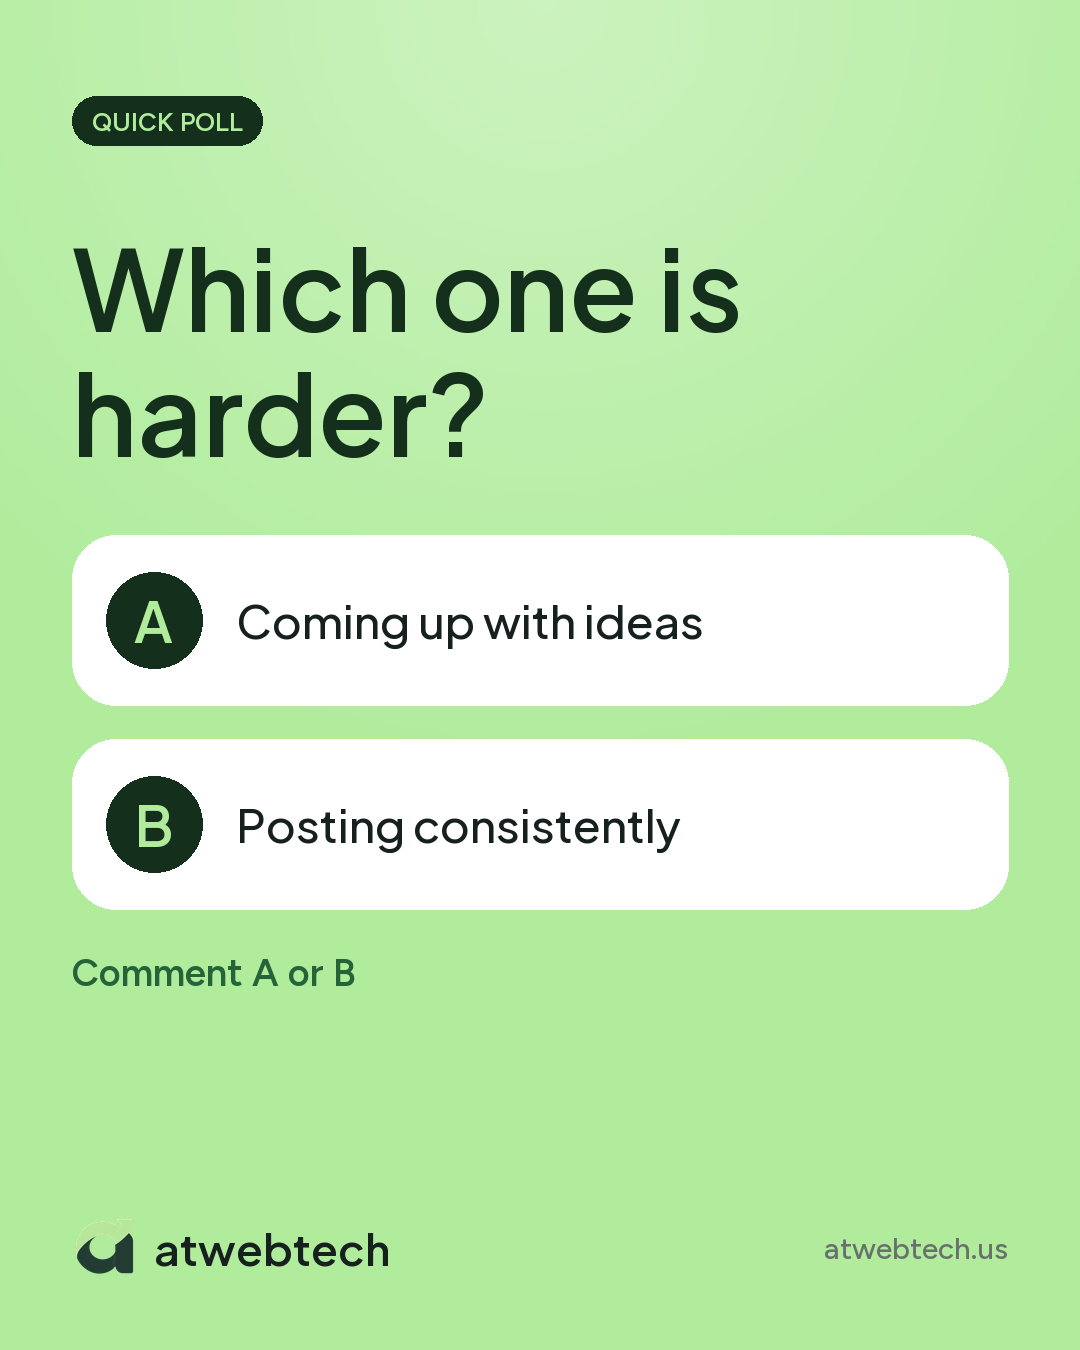 QUICK POLL
Which one is
harder?
A Coming up with ideas
B Posting consistently
Comment A or B
atwebtech
atwebtech.us